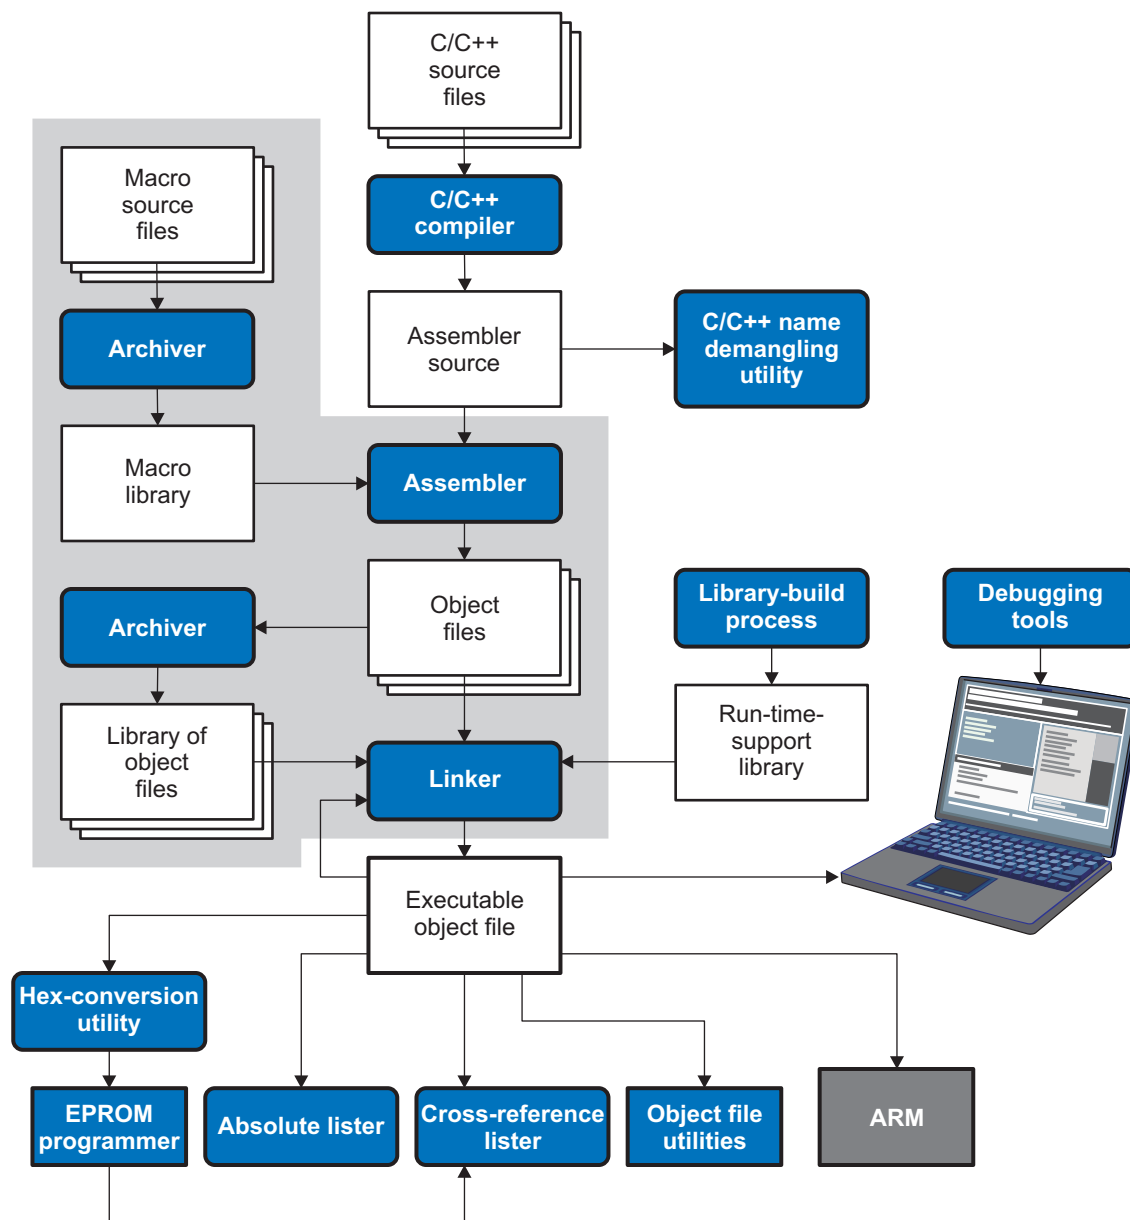 C/C++
source
files
Macro
source
files
C/C++
compiler
Archiver
Assembler
source
C/C++ name
demangling
utility
Macro
library
Assembler
Archiver
Object
files
Library-build
process
Debugging
tools
Library of
object
files
Linker
Run-time-
support
library
Executable
object file
Hex-conversion
utility
EPROM
programmer
Absolute lister
Cross-reference
lister
Object file
utilities
ARM